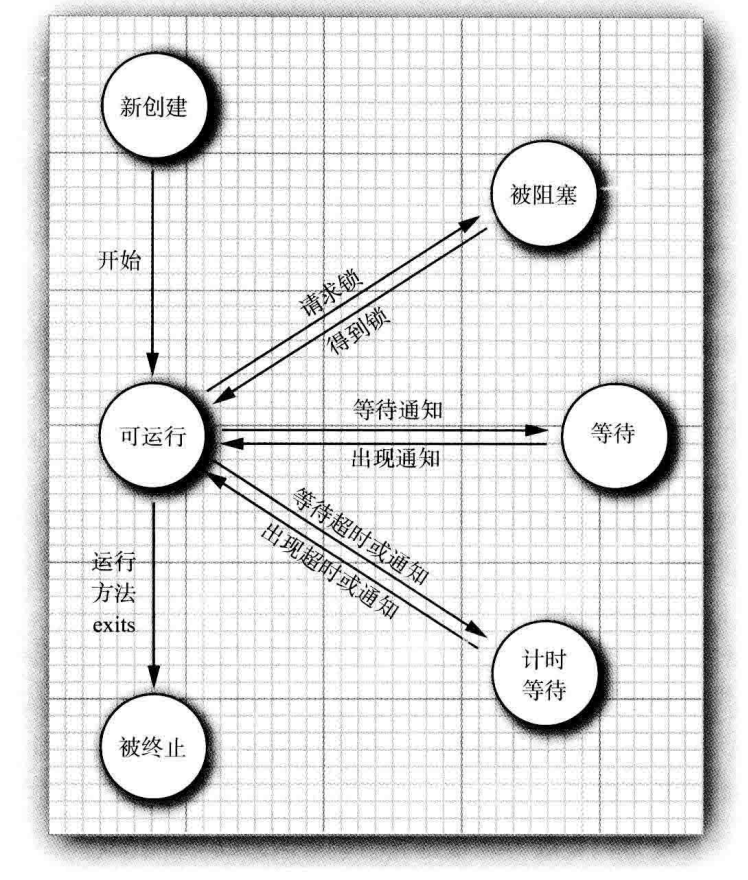 新创建
被阻塞
开始
请求锁
得到锁
等待通知
可运行
等待
出现通知
等待超时或通知
出现超时或通知
运行
方法
exits
计时
等待
被终止